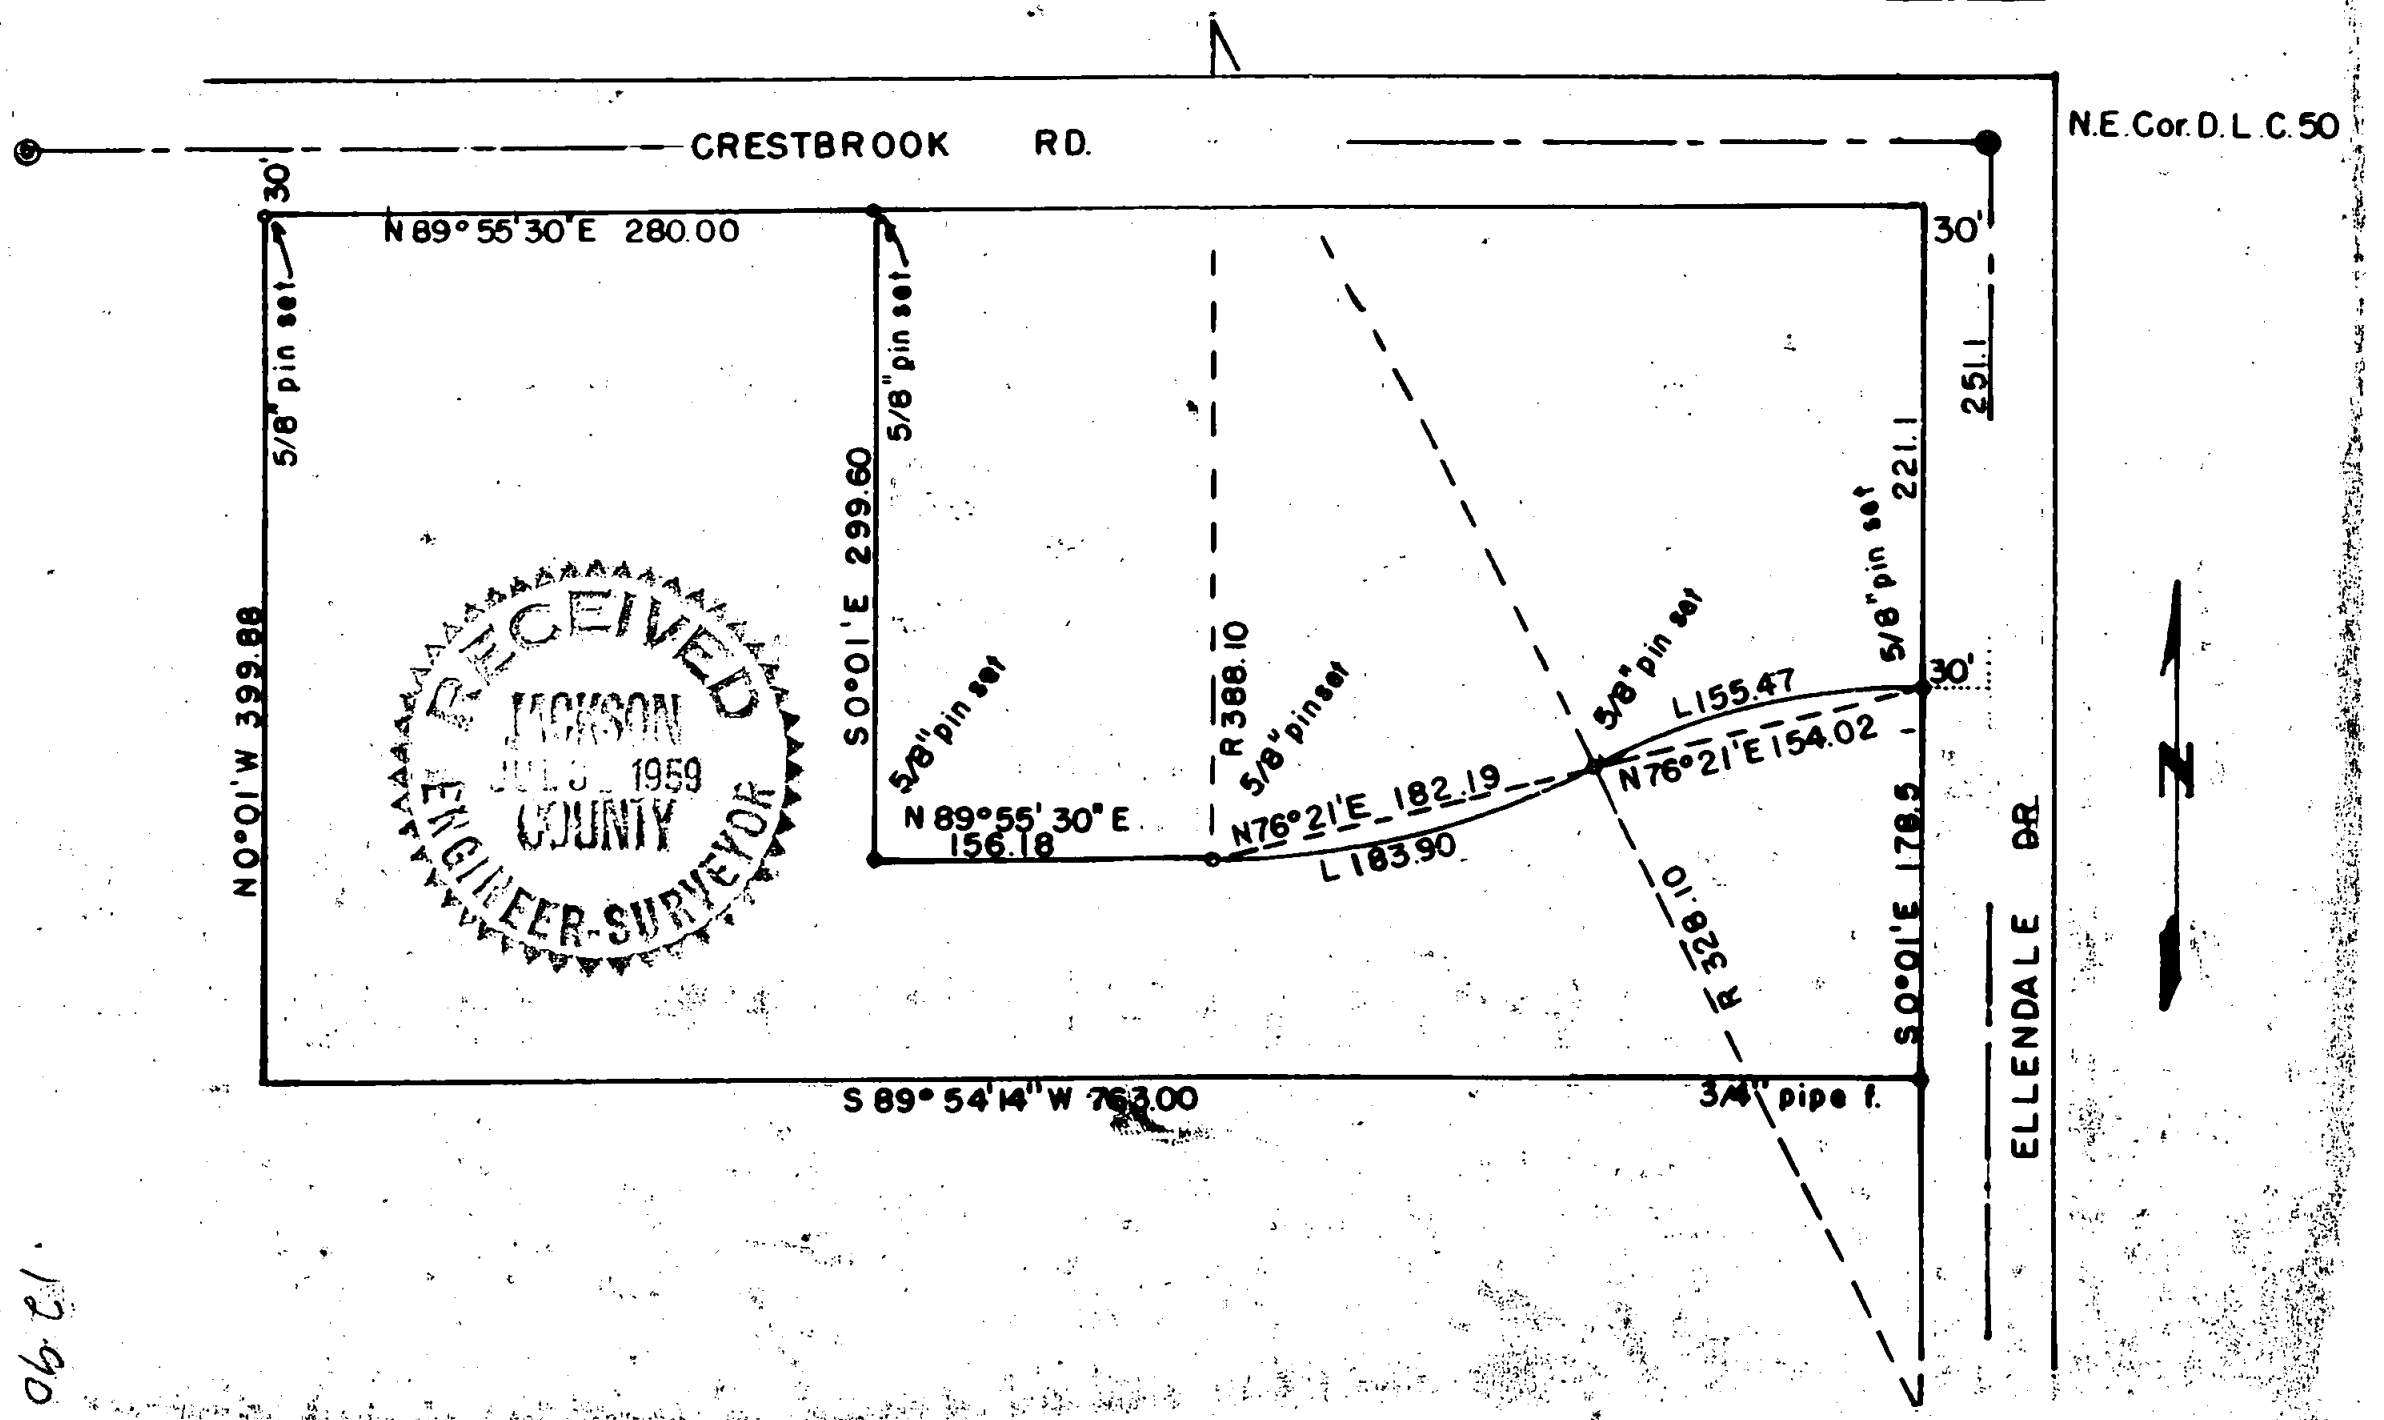 N.E. Cor. D. L. C. 50
CRESTBROOK RD.
30'
N 89° 55' 30" E 280.00
30'
5/8" pin set
5/8" pin set
251.1
221.1
5/8" pin set
S 0° 01' E 299.60
N 0° 01' W 399.88
RECEIVED
JACKSON
1959
COUNTY
ENGINEER-SURVEYOR
5/8" pin set
R 388.10
5/8" pin set
5/8" pin set
30'
L 155.47
N 76° 21' E 154.02
N 76° 21' E 182.19
L 183.90
N 89° 55' 30" E
156.18
R 328.10
S 0° 01' E 178.5
ELLENDALE DR.
N
S 89° 54' 14" W 763.00
3/4" pipe f.